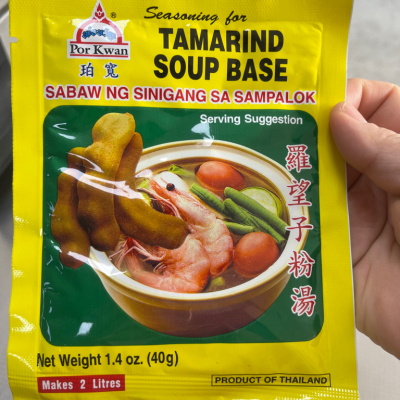 Seasoning for
Por Kwan
珀寬
TAMARIND
SOUP BASE
SABAW NG SINIGANG SA SAMPALOK
Serving Suggestion
羅望子粉湯
Net Weight 1.4 oz. (40g)
Makes 2 Litres
PRODUCT OF THAILAND